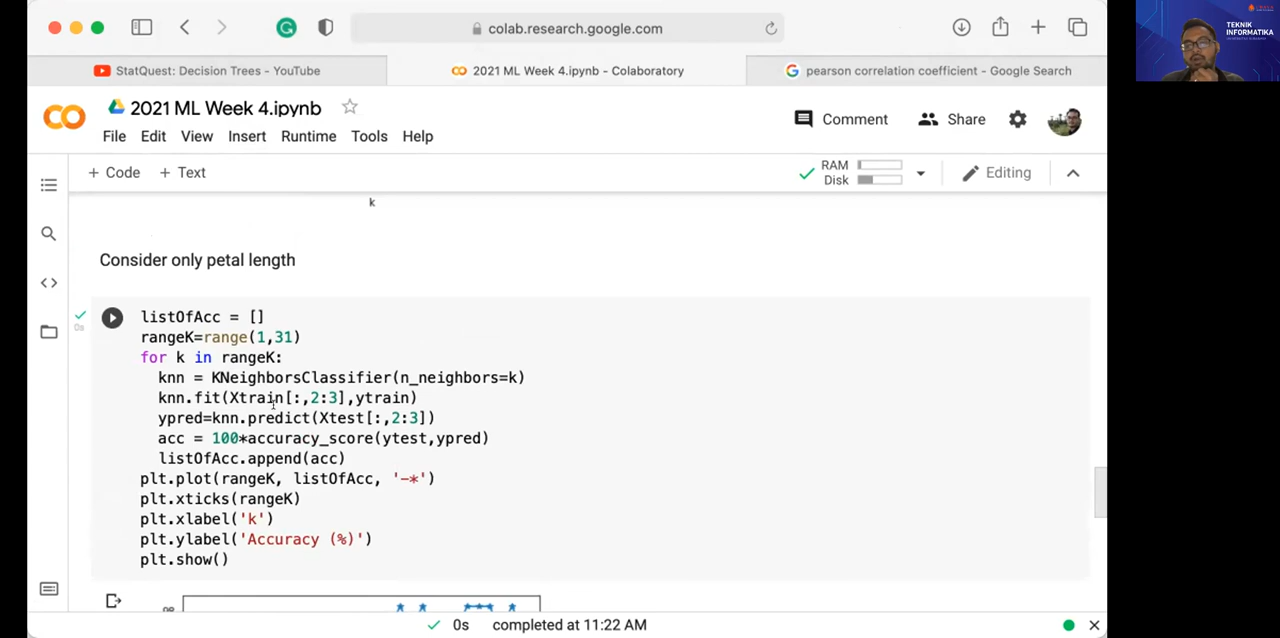 colab.research.google.com
StatQuest: Decision Trees - YouTube
2021 ML Week 4.ipynb - Colaboratory
pearson correlation coefficient - Google Search
TEKNIK
INFORMATIKA
2021 ML Week 4.ipynb
Comment
Share
File Edit View Insert Runtime Tools Help
+ Code + Text
RAM
Disk
Editing
k
Consider only petal length
0s
listOfAcc = []
rangeK=range(1,31)
for k in rangeK:
  knn = KNeighborsClassifier(n_neighbors=k)
  knn.fit(Xtrain[:,2:3],ytrain)
  ypred=knn.predict(Xtest[:,2:3])
  acc = 100*accuracy_score(ytest,ypred)
  listOfAcc.append(acc)
plt.plot(rangeK, listOfAcc, '-*')
plt.xticks(rangeK)
plt.xlabel('k')
plt.ylabel('Accuracy (%)')
plt.show()
0s completed at 11:22 AM